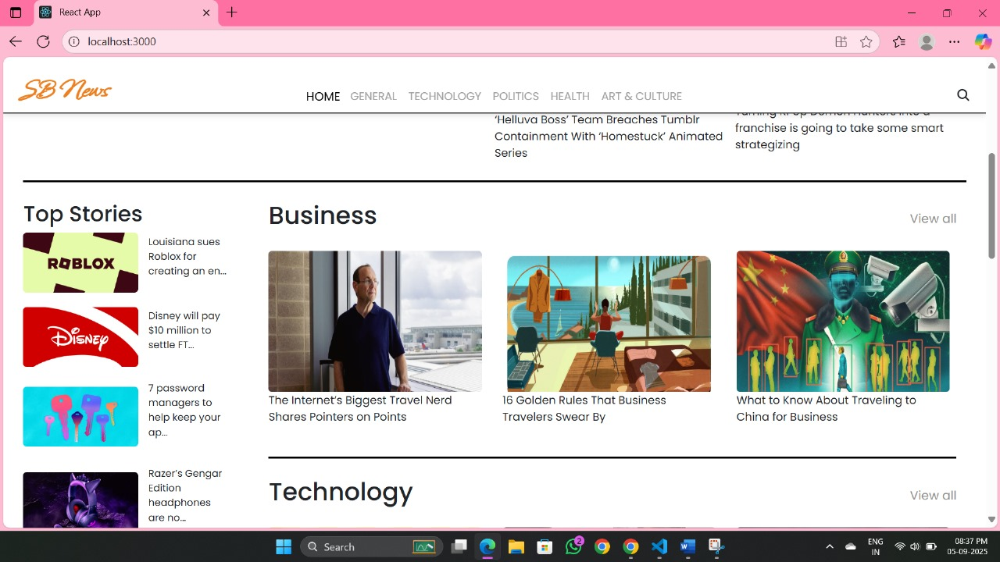 React App
localhost:3000
SB News
HOME GENERAL TECHNOLOGY POLITICS HEALTH ART & CULTURE
‘Helluva Boss’ Team Breaches Tumblr
Containment With ‘Homestuck’ Animated
Series
franchise is going to take some smart
strategizing
Top Stories
ROBLOX
Louisiana sues
Roblox for
creating an en...
Disney
Disney will pay
$10 million to
settle FT...
7 password
managers to
help keep your
ap...
Razer’s Gengar
Edition
headphones
are no...
Business
View all
The Internet’s Biggest Travel Nerd
Shares Pointers on Points
16 Golden Rules That Business
Travelers Swear By
What to Know About Traveling to
China for Business
Technology
View all
Search
2
ENG
IN
08:37 PM
05-09-2025